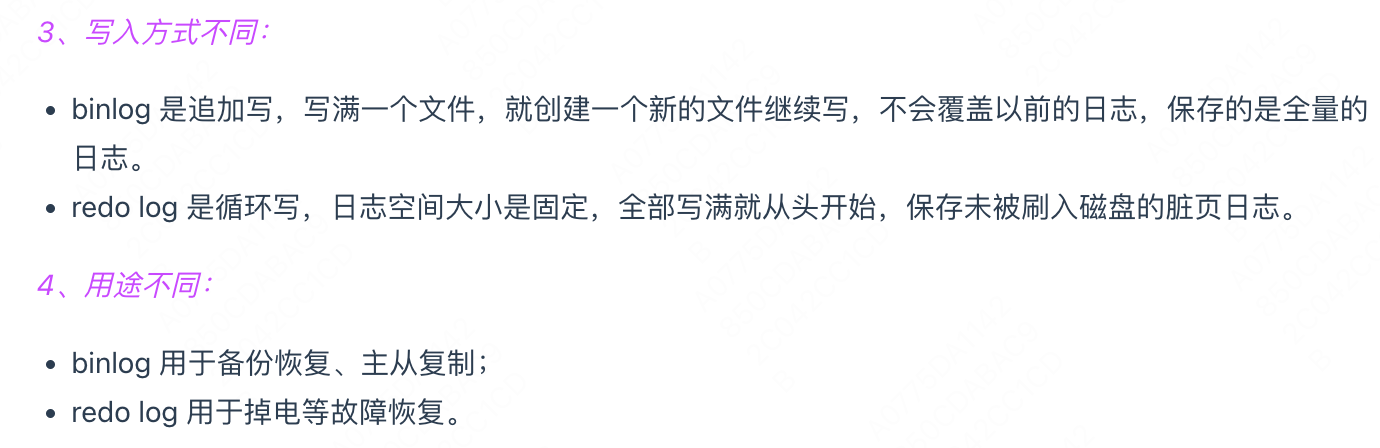 3、写入方式不同：
binlog 是追加写，写满一个文件，就创建一个新的文件继续写，不会覆盖以前的日志，保存的是全量的
日志。
redo log 是循环写，日志空间大小是固定，全部写满就从头开始，保存未被刷入磁盘的脏页日志。
4、用途不同：
binlog 用于备份恢复、主从复制；
redo log 用于掉电等故障恢复。